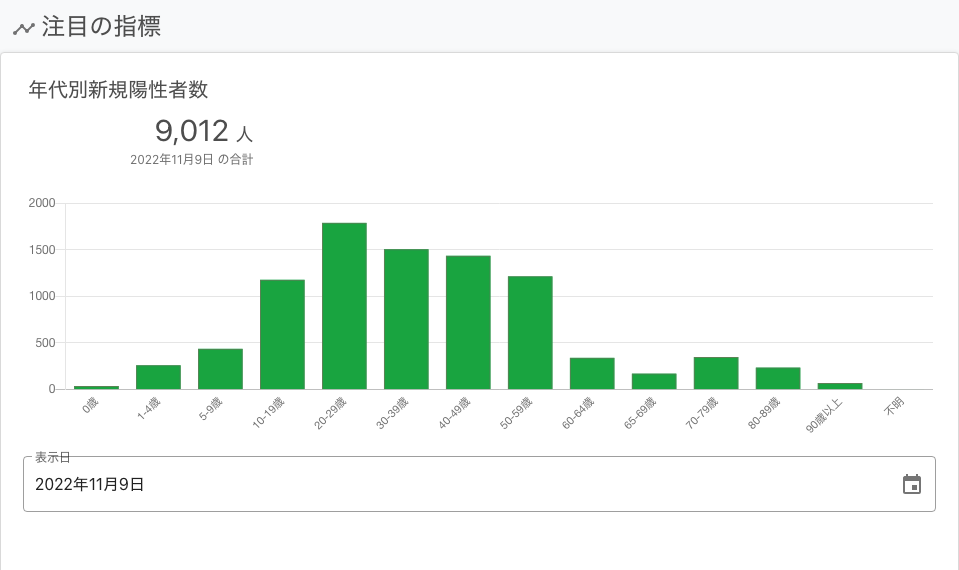 注目の指標
年代別新規陽性者数
9,012 人
2022年11月9日 の合計
2000
1500
1000
500
0
0歳
1-4歳
5-9歳
10-19歳
20-29歳
30-39歳
40-49歳
50-59歳
60-64歳
65-69歳
70-79歳
80-89歳
90歳以上
不明
表示日
2022年11月9日